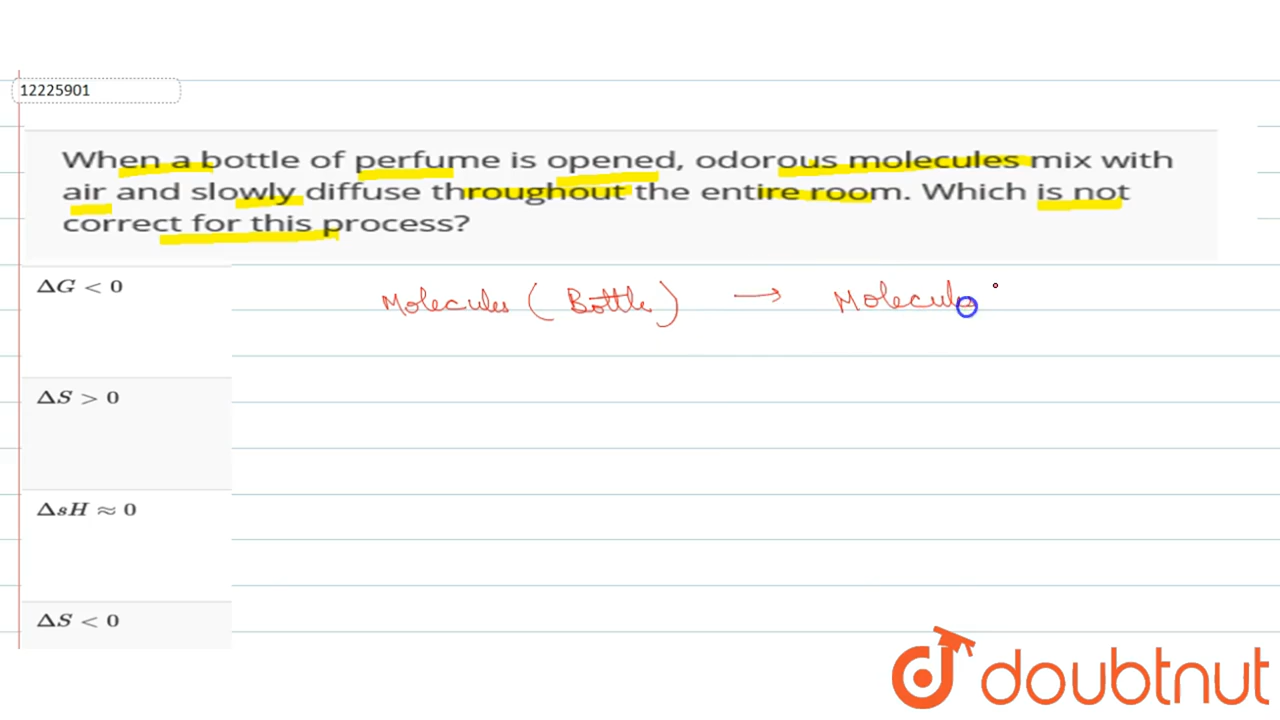 12225901
When a bottle of perfume is opened, odorous molecules mix with
air and slowly diffuse throughout the entire room. Which is not
correct for this process?
ΔG < 0
Molecules (Bottle) → Molecule
ΔS > 0
ΔsH ≈ 0
ΔS < 0
doubtnut